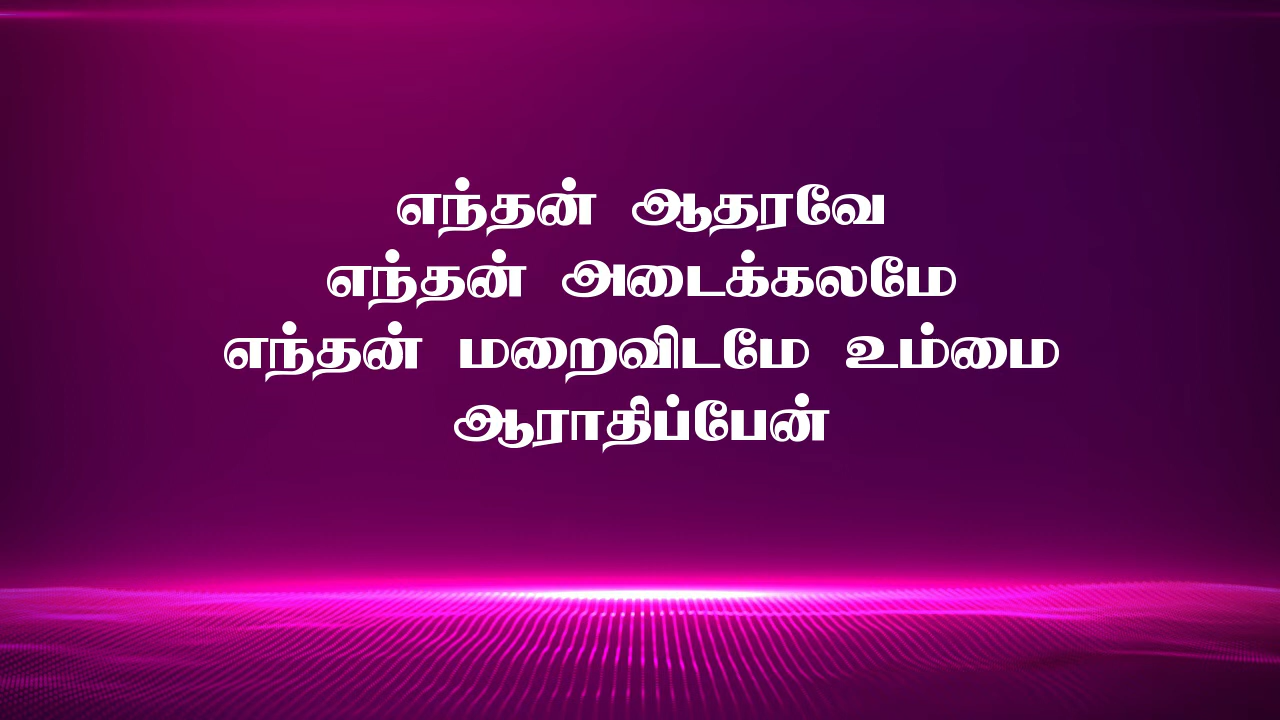 எந்தன் ஆதரவே
எந்தன் அடைக்கலமே
எந்தன் மறைவிடமே உம்மை
ஆராதிப்பேன்